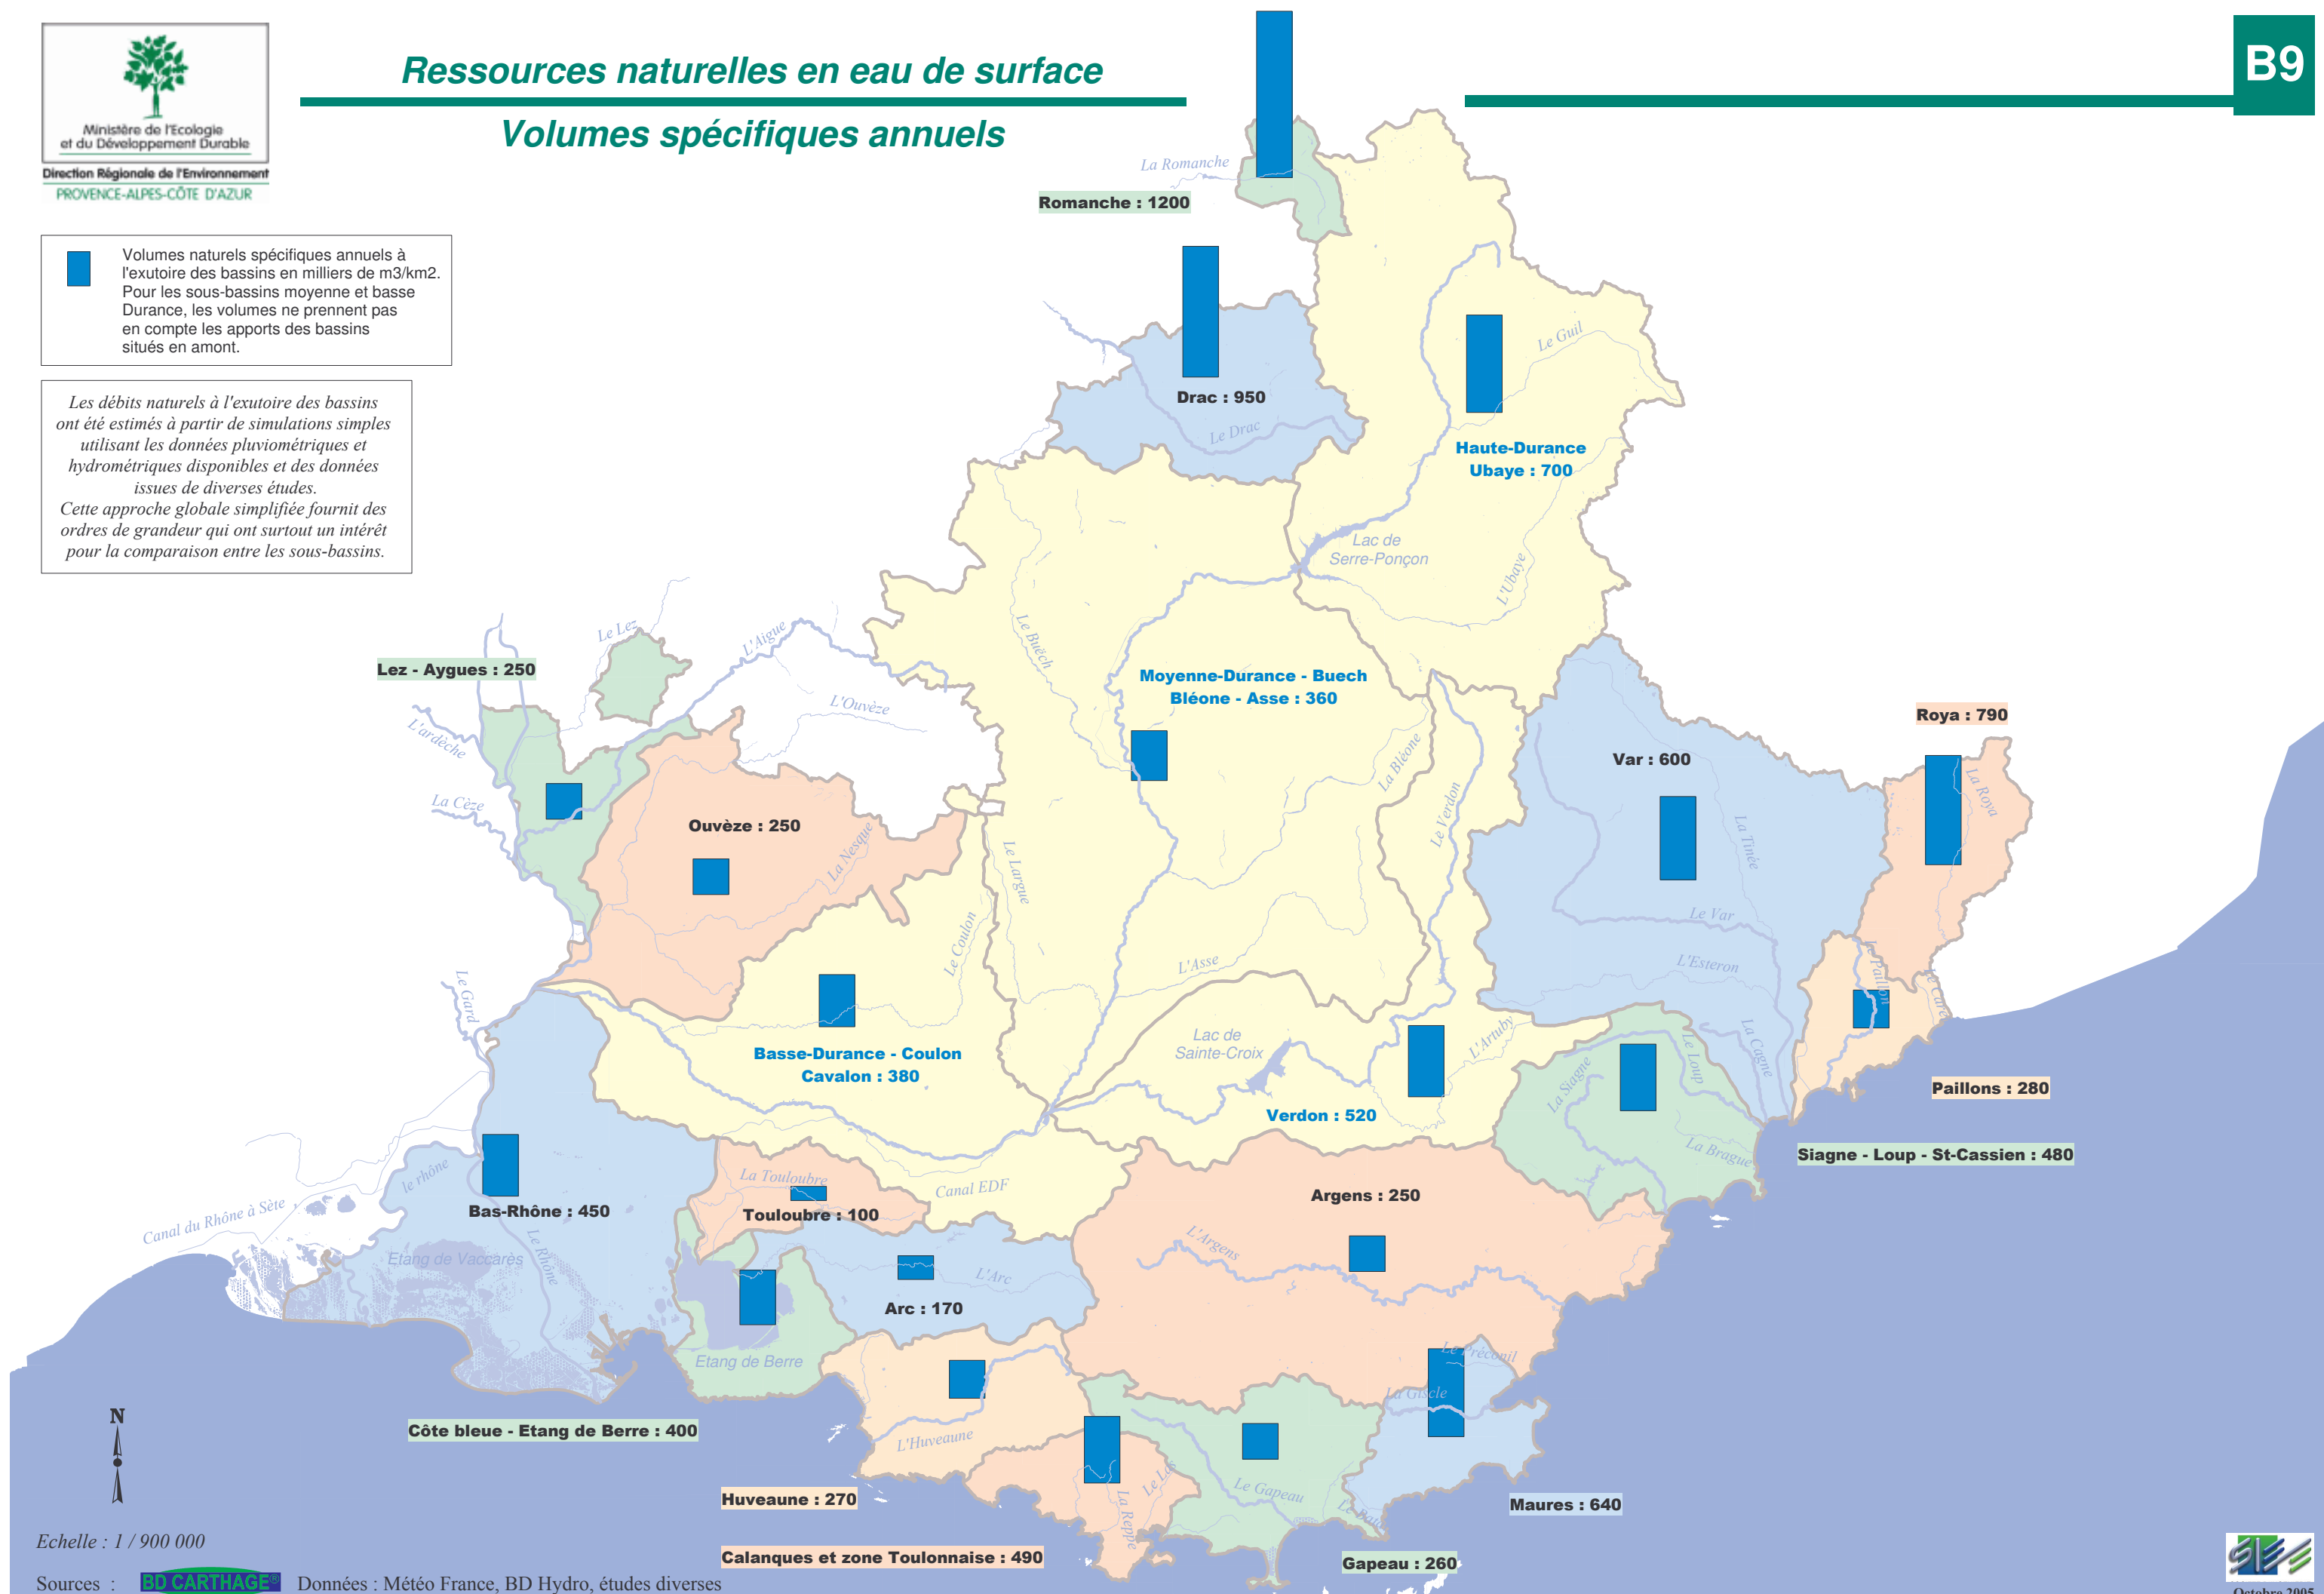 Ressources naturelles en eau de surface
Volumes spécifiques annuels
B9
Ministère de l'Ecologie
et du Développement Durable
Direction Régionale de l'Environnement
PROVENCE-ALPES-CÔTE D'AZUR
Volumes naturels spécifiques annuels à
l'exutoire des bassins en milliers de m3/km2.
Pour les sous-bassins moyenne et basse
Durance, les volumes ne prennent pas
en compte les apports des bassins
situés en amont.
Les débits naturels à l'exutoire des bassins
ont été estimés à partir de simulations simples
utilisant les données pluviométriques et
hydrométriques disponibles et des données
issues de diverses études.
Cette approche globale simplifiée fournit des
ordres de grandeur qui ont surtout un intérêt
pour la comparaison entre les sous-bassins.
La Romanche
Romanche : 1200
Le Guil
Drac : 950
Le Drac
Haute-Durance
Ubaye : 700
Lac de
Serre-Ponçon
L'Ubaye
Le Lez
L'Aigue
Le Buëch
Lez - Aygues : 250
Moyenne-Durance - Buech
Bléone - Asse : 360
L'Ouvèze
L'ardèche
La Cèze
La Bléone
Le Verdon
Var : 600
Roya : 790
La Roya
La Tinée
Ouvèze : 250
La Nesque
Le Largue
Le Coulon
Le Var
L'Asse
L'Esteron
Le Paillon
Le Care
Le Gard
Lac de
Sainte-Croix
L'Artuby
Le Loup
La Cagne
La Siagne
Basse-Durance - Coulon
Cavalon : 380
Paillons : 280
Verdon : 520
La Brague
Siagne - Loup - St-Cassien : 480
le rhône
La Touloubre
Canal EDF
Argens : 250
Canal du Rhône à Sète
Bas-Rhône : 450
Touloubre : 100
Le Rhône
L'Argens
Etang de Vaccarès
L'Arc
Arc : 170
Etang de Berre
Le Préconil
La Giscle
Côte bleue - Etang de Berre : 400
L'Huveaune
Le Las
La Reppe
Le Gapeau
Le Bata
N
Huveaune : 270
Maures : 640
Echelle : 1 / 900 000
Calanques et zone Toulonnaise : 490
Gapeau : 260
Sources :
BD CARTHAGE®
Données : Météo France, BD Hydro, études diverses
Octobre 2005